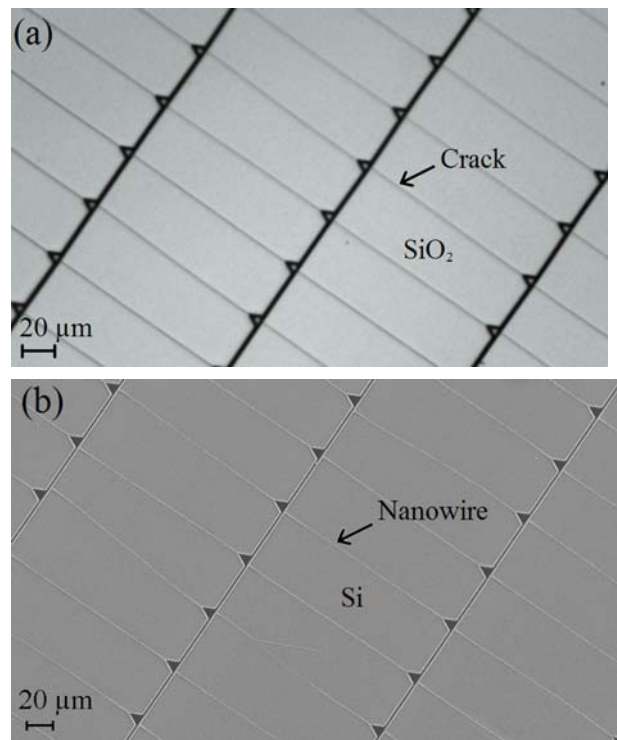 (a)
Crack
SiO₂
20 μm
(b)
Nanowire
Si
20 μm